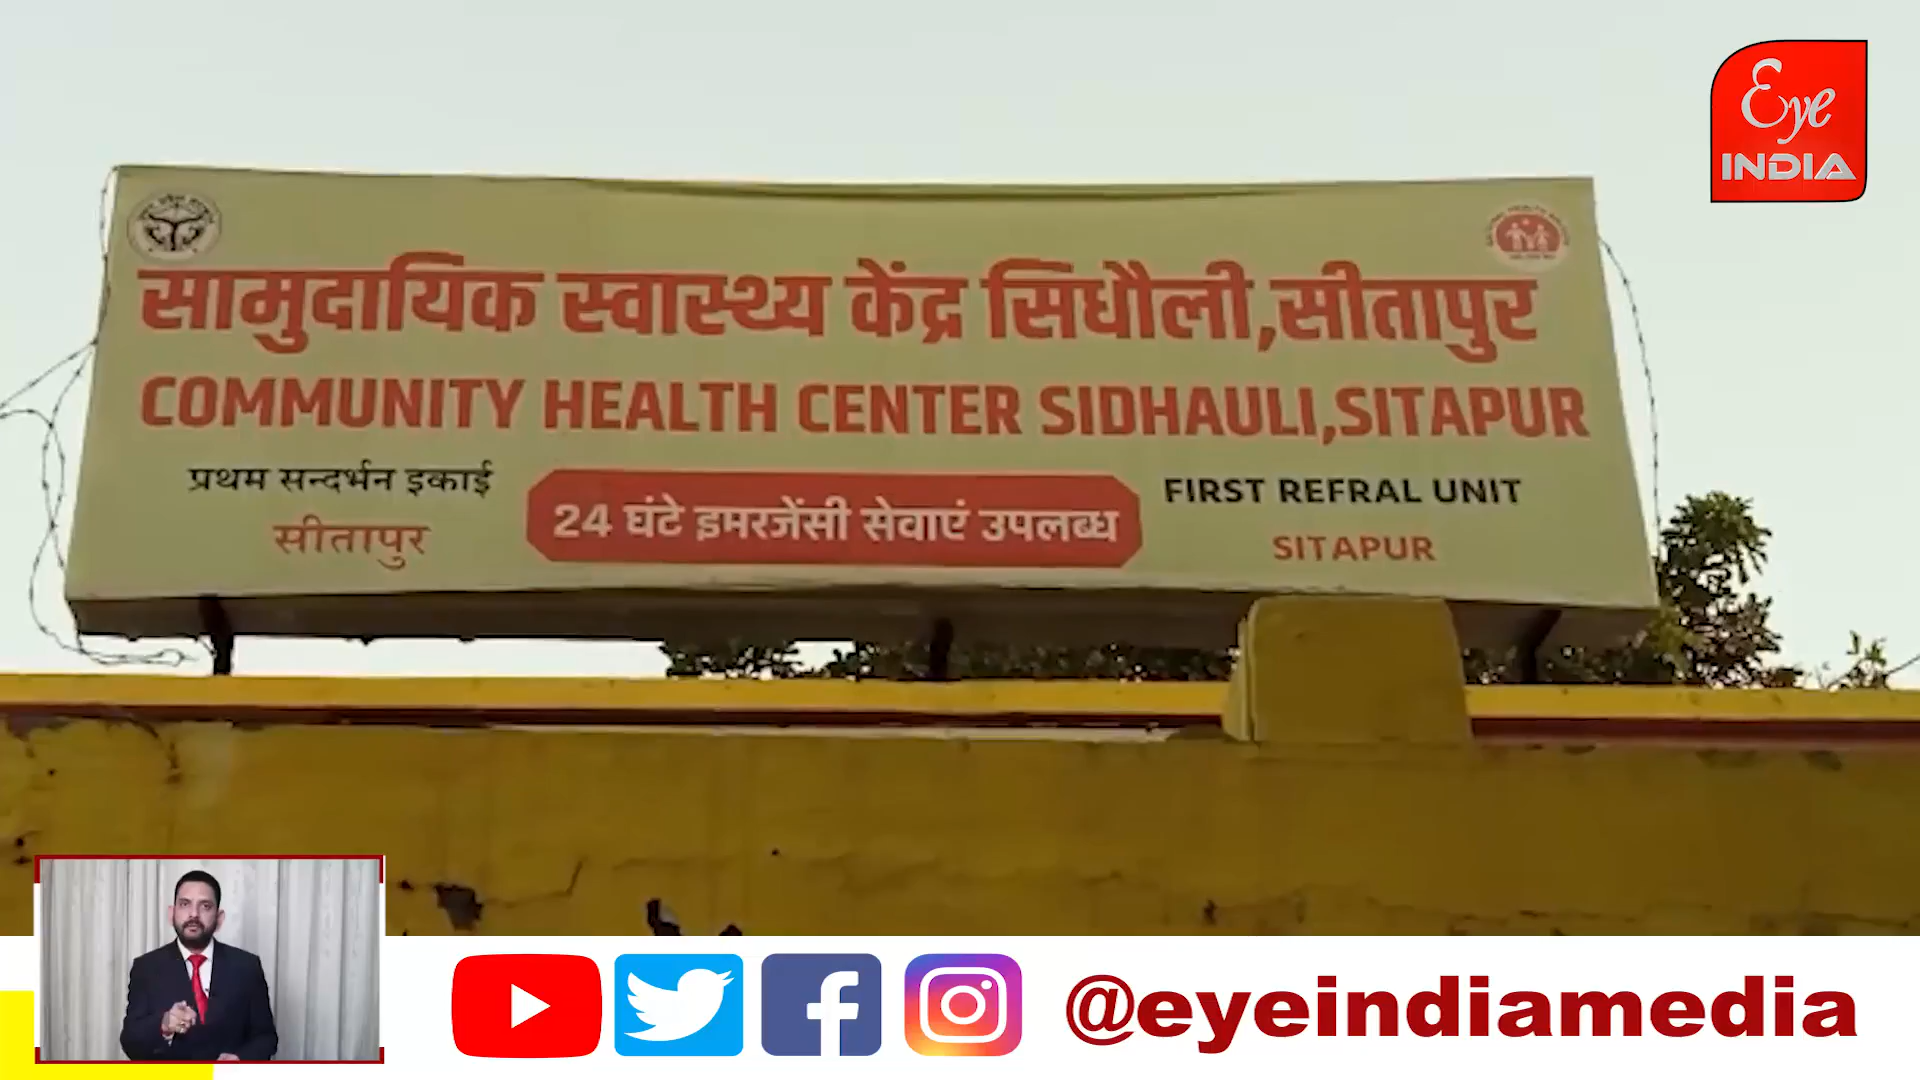 Eye
INDIA
सामुदायिक स्वास्थ्य केंद्र सिधौली,सीतापुर
COMMUNITY HEALTH CENTER SIDHAULI,SITAPUR
प्रथम सन्दर्भन इकाई
सीतापुर
24 घंटे इमरजेंसी सेवाएं उपलब्ध
FIRST REFRAL UNIT
SITAPUR
@eyeindiamedia